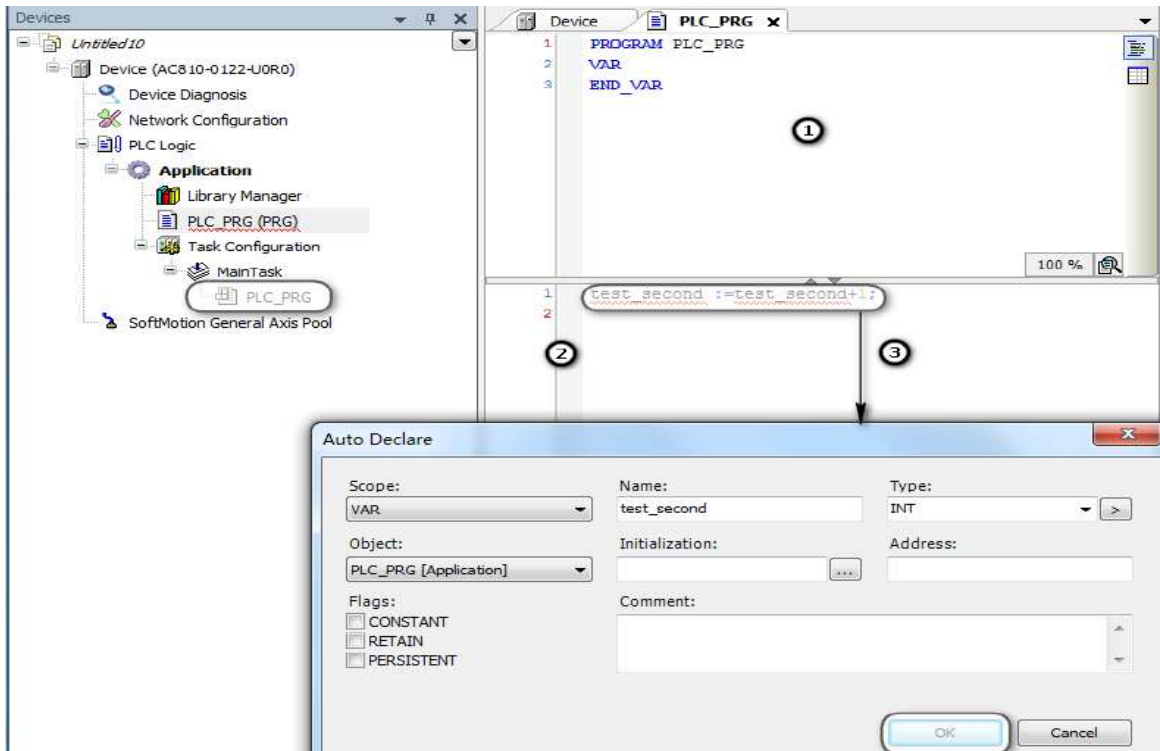 Devices
Untitled10
Device (AC810-0122-U0R0)
Device Diagnosis
Network Configuration
PLC Logic
Application
Library Manager
PLC_PRG (PRG)
Task Configuration
MainTask
PLC_PRG
SoftMotion General Axis Pool
Device
PLC_PRG
1 PROGRAM PLC_PRG
2 VAR
3 END_VAR
①
100 %
1 test_second :=test_second+1;
2
②
③
Auto Declare
Scope:
VAR
Name:
test_second
Type:
INT
>
Object:
PLC_PRG [Application]
Initialization:
...
Address:
Flags:
CONSTANT
RETAIN
PERSISTENT
Comment:
OK
Cancel